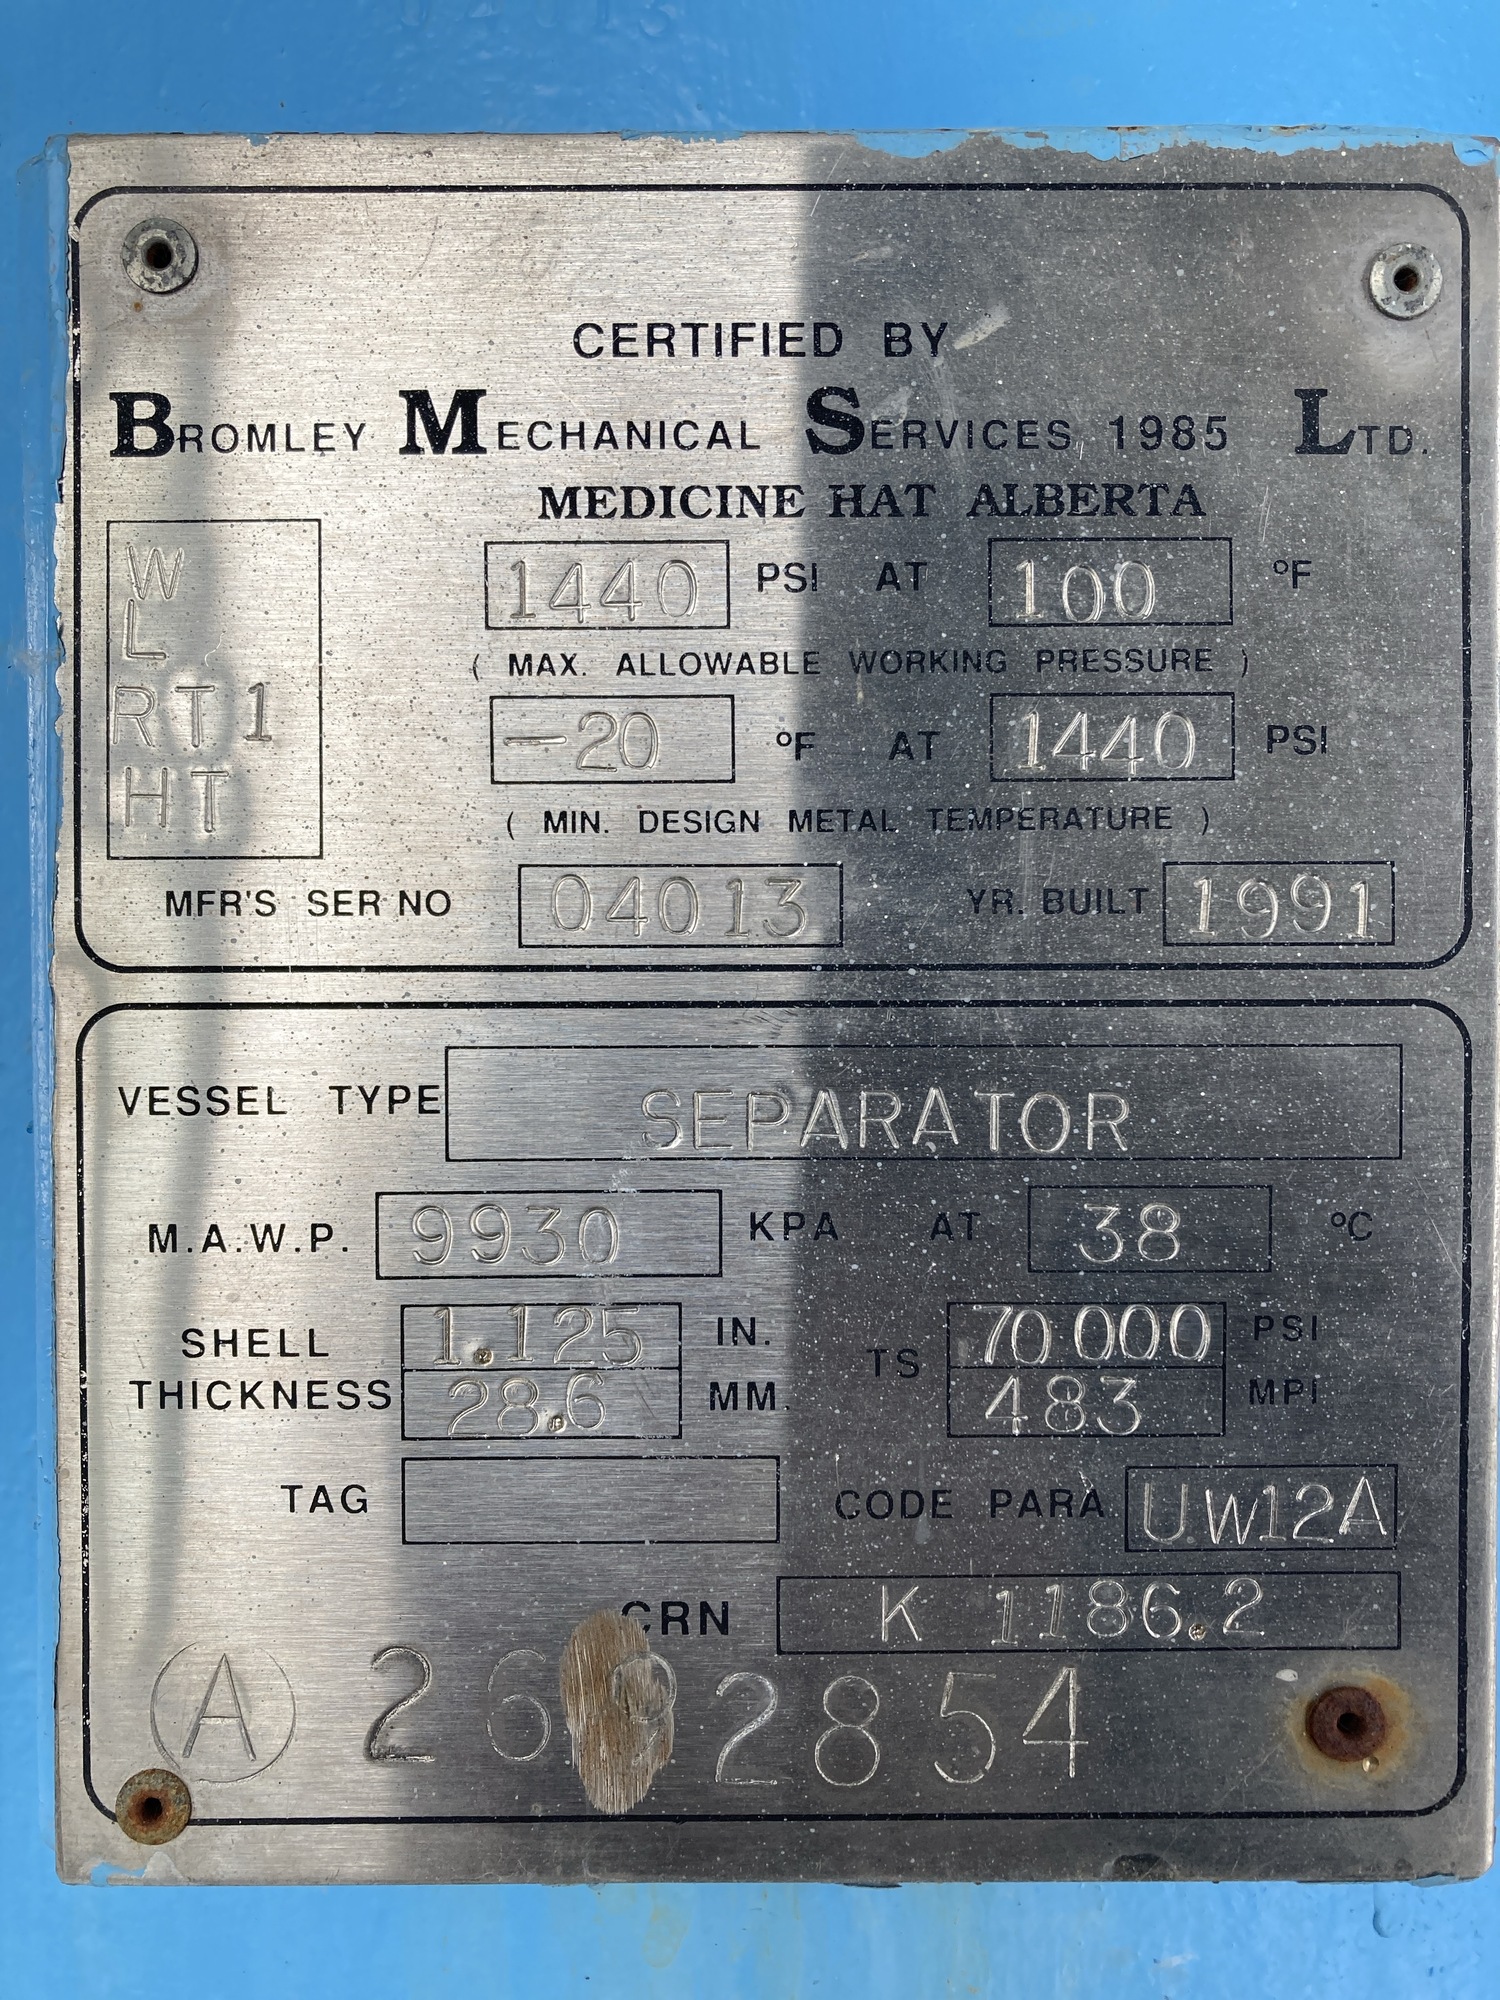 CERTIFIED BY
BROMLEY MECHANICAL SERVICES 1985 LTD.
MEDICINE HAT ALBERTA
W
L
RT1
HT
1440 PSI AT 100 °F
( MAX. ALLOWABLE WORKING PRESSURE )
-20 °F AT 1440 PSI
( MIN. DESIGN METAL TEMPERATURE )
MFR'S SER NO 04013 YR. BUILT 1991
VESSEL TYPE SEPARATOR
M.A.W.P. 9930 KPA AT 38 °C
SHELL THICKNESS 1.125 IN. TS 70 000 PSI
28.6 MM. 483 MPI
TAG CODE PARA. UW12A
CRN K 1186.2
A